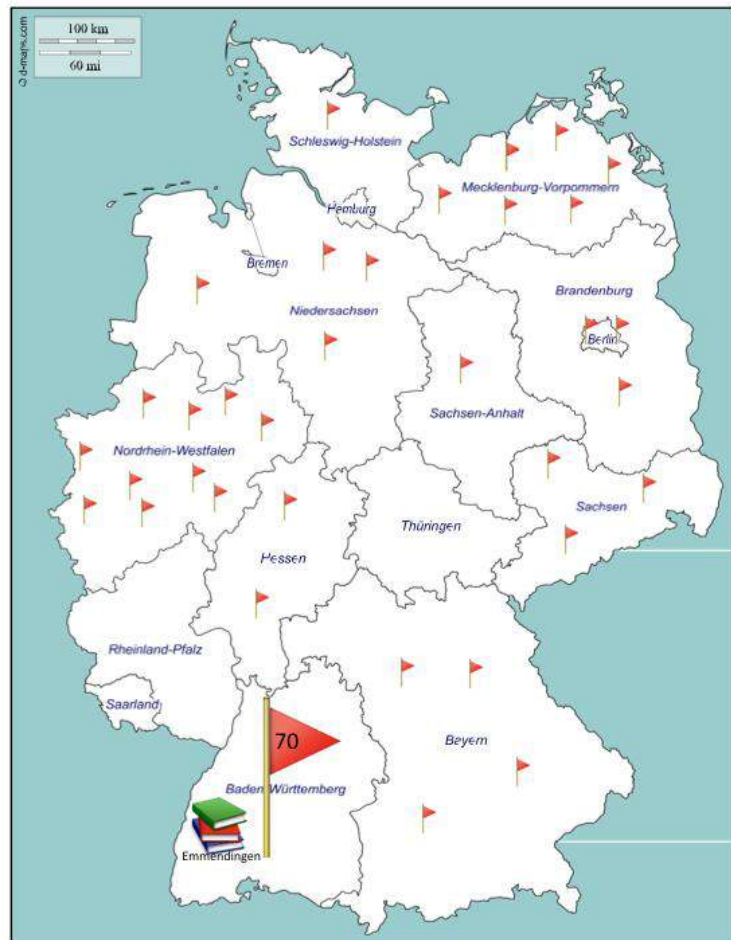 100 km
60 mi
© d-maps.com
Schleswig-Holstein
Mecklenburg-Vorpommern
Hamburg
Bremen
Brandenburg
Niedersachsen
Berlin
Sachsen-Anhalt
Nordrhein-Westfalen
Sachsen
Thüringen
Hessen
Rheinland-Pfalz
Saarland
70
Bayern
Baden Württemberg
Emmendingen